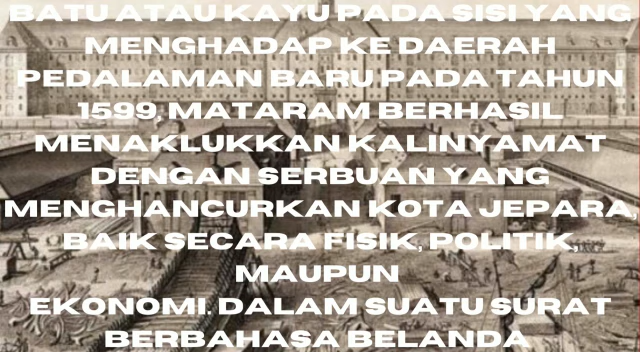 BATU ATAU KAYU PADA SISI YANG
MENGHADAP KE DAERAH
PEDALAMAN BARU PADA TAHUN
1599, MATARAM BERHASIL
MENAKLUKKAN KALINYAMAT
DENGAN SERBUAN YANG
MENGHANCURKAN KOTA JEPARA,
BAIK SECARA FISIK, POLITIK,
MAUPUN
EKONOMI. DALAM SUATU SURAT
BERBAHASA BELANDA